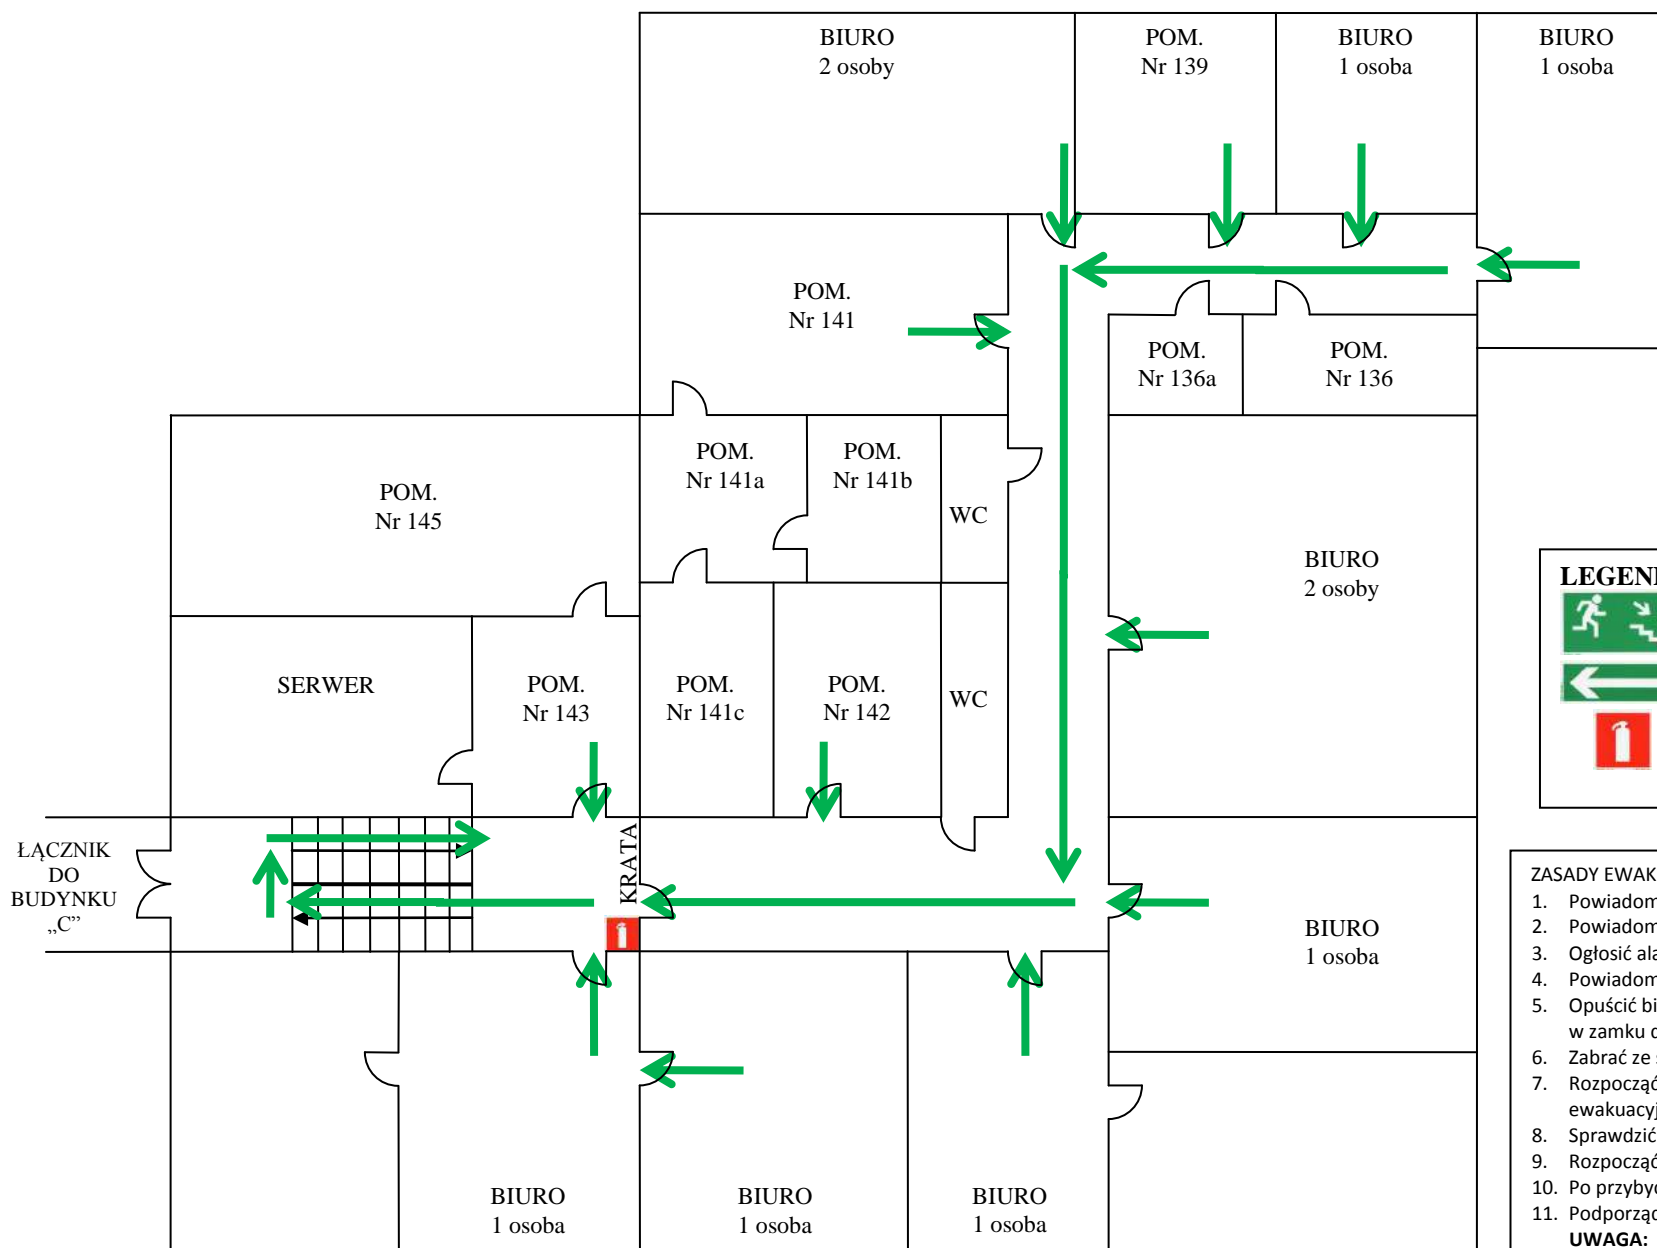 BIURO
2 osoby
POM.
Nr 139
BIURO
1 osoba
BIURO
1 osoba
POM.
Nr 141
POM.
Nr 136a
POM.
Nr 136
POM.
Nr 145
POM.
Nr 141a
POM.
Nr 141b
WC
BIURO
2 osoby
LEGEN
SERWER
POM.
Nr 143
POM.
Nr 141c
POM.
Nr 142
WC
ŁĄCZNIK
DO
BUDYNKU
„C”
KRATA
BIURO
1 osoba
ZASADY EWAK
1. Powiadom
2. Powiadom
3. Ogłosić ala
4. Powiadom
5. Opuścić bi
w zamku
6. Zabrać ze
7. Rozpocząć
ewakuacyj
8. Sprawdzić
9. Rozpocząć
10. Po przyby
11. Podporząd
UWAGA:
BIURO
1 osoba
BIURO
1 osoba
BIURO
1 osoba